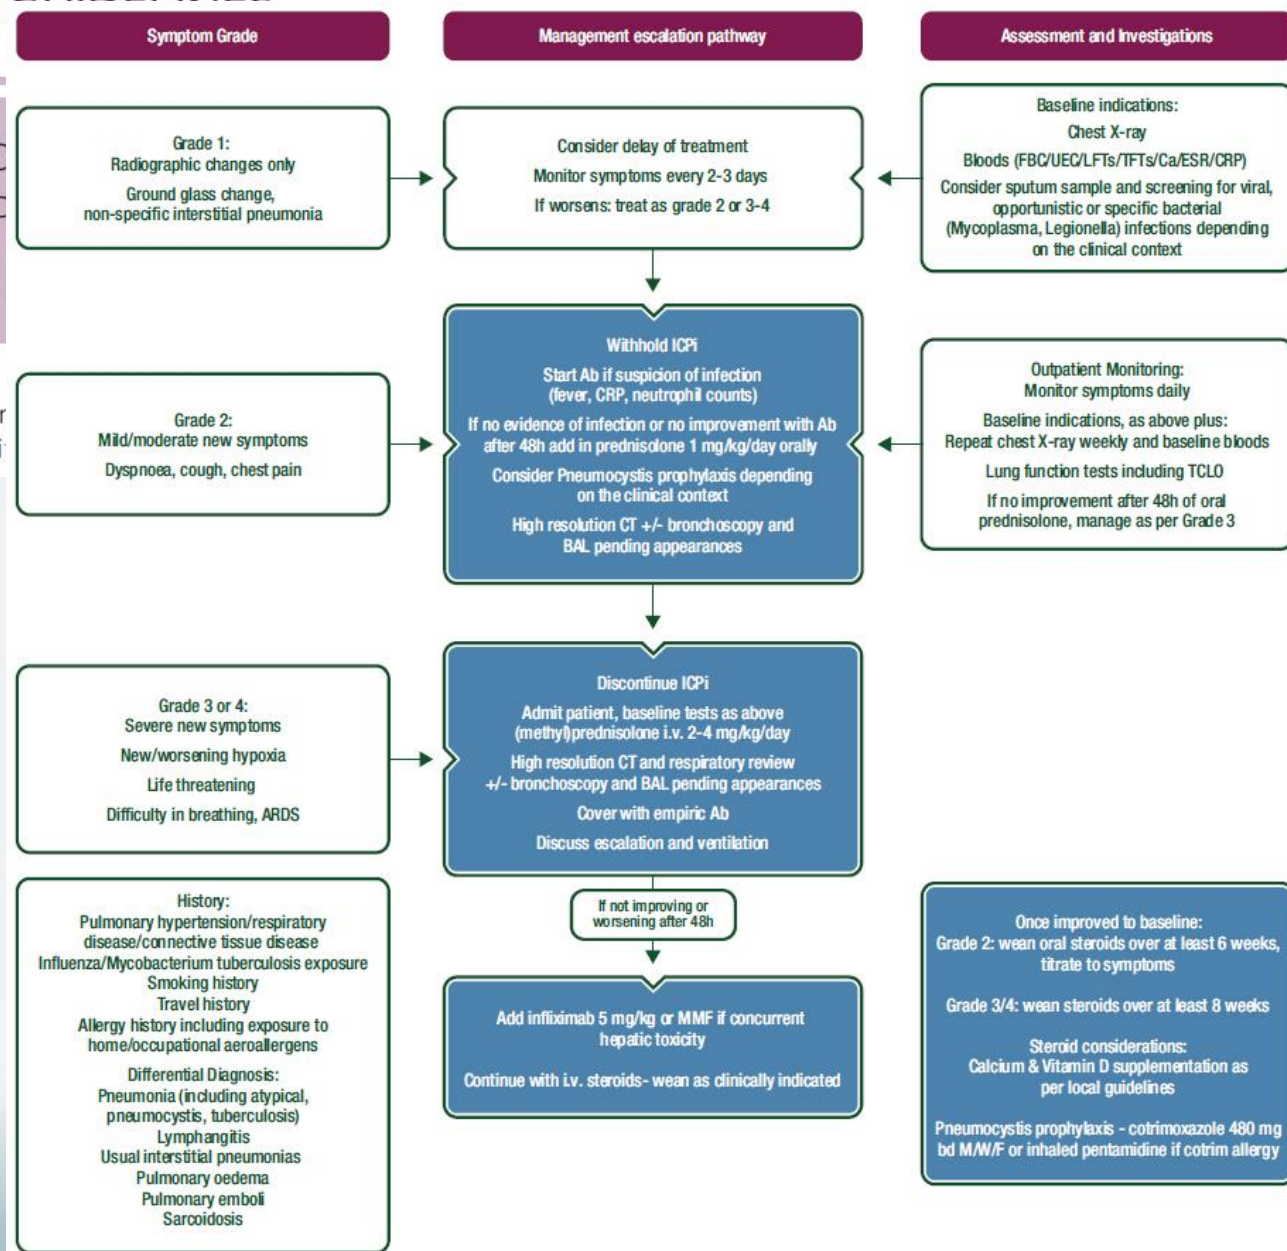 Symptom Grade
Management escalation pathway
Assessment and Investigations
Grade 1:
Radiographic changes only
Ground glass change,
non-specific interstitial pneumonia
Consider delay of treatment
Monitor symptoms every 2-3 days
If worsens: treat as grade 2 or 3-4
Baseline indications:
Chest X-ray
Bloods (FBC/UEC/LFTs/TFTs/Ca/ESR/CRP)
Consider sputum sample and screening for viral,
opportunistic or specific bacterial
(Mycoplasma, Legionella) infections depending
on the clinical context
Grade 2:
Mild/moderate new symptoms
Dyspnoea, cough, chest pain
Withhold ICPi
Start Ab if suspicion of infection
(fever, CRP, neutrophil counts)
If no evidence of infection or no improvement with Ab
after 48h add in prednisolone 1 mg/kg/day orally
Consider Pneumocystis prophylaxis depending
on the clinical context
High resolution CT +/- bronchoscopy and
BAL pending appearances
Outpatient Monitoring:
Monitor symptoms daily
Baseline indications, as above plus:
Repeat chest X-ray weekly and baseline bloods
Lung function tests including TCLO
If no improvement after 48h of oral
prednisolone, manage as per Grade 3
Grade 3 or 4:
Severe new symptoms
New/worsening hypoxia
Life threatening
Difficulty in breathing, ARDS
Discontinue ICPi
Admit patient, baseline tests as above
(methyl)prednisolone i.v. 2-4 mg/kg/day
High resolution CT and respiratory review
+/- bronchoscopy and BAL pending appearances
Cover with empiric Ab
Discuss escalation and ventilation
If not improving or
worsening after 48h
Add infliximab 5 mg/kg or MMF if concurrent
hepatic toxicity
Continue with i.v. steroids- wean as clinically indicated
History:
Pulmonary hypertension/respiratory
disease/connective tissue disease
Influenza/Mycobacterium tuberculosis exposure
Smoking history
Travel history
Allergy history including exposure to
home/occupational aeroallergens
Differential Diagnosis:
Pneumonia (including atypical,
pneumocystis, tuberculosis)
Lymphangitis
Usual interstitial pneumonias
Pulmonary oedema
Pulmonary emboli
Sarcoidosis
Once improved to baseline:
Grade 2: wean oral steroids over at least 6 weeks,
titrate to symptoms
Grade 3/4: wean steroids over at least 8 weeks
Steroid considerations:
Calcium & Vitamin D supplementation as
per local guidelines
Pneumocystis prophylaxis - cotrimoxazole 480 mg
bd M/W/F or inhaled pentamidine if cotrim allergy